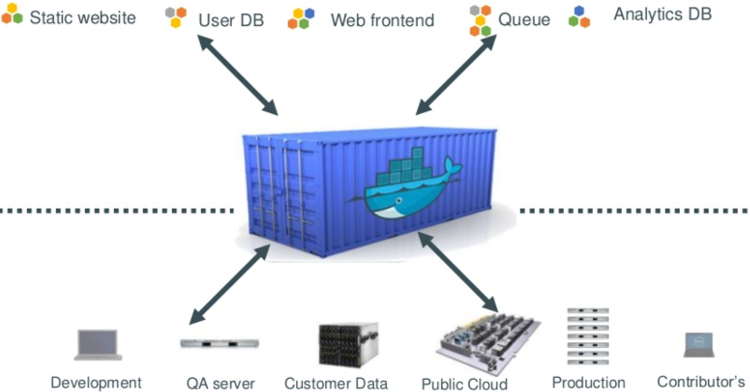 Static website
User DB
Web frontend
Queue
Analytics DB
Development
QA server
Customer Data
Public Cloud
Production
Contributor's